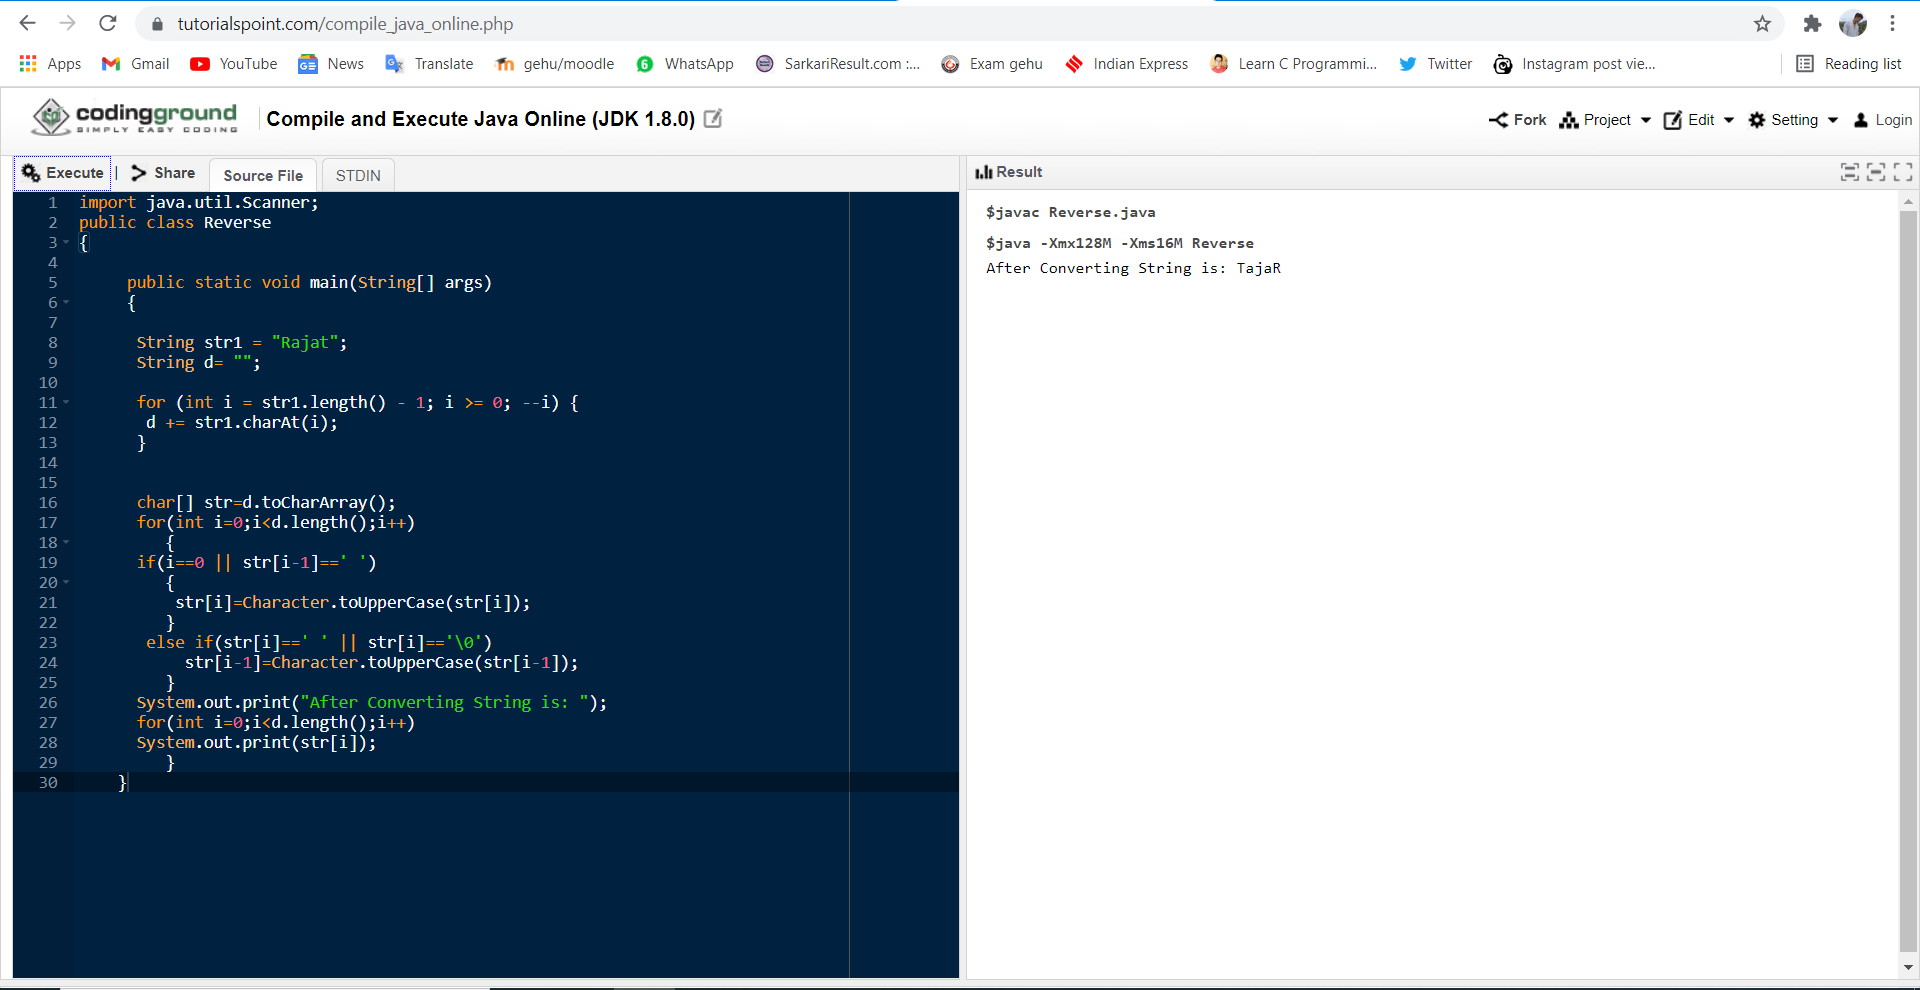 tutorialspoint.com/compile_java_online.php
Apps Gmail YouTube GE News Translate gehu/moodle 6 WhatsApp SarkariResult.com :... Exam gehu Indian Express Learn C Programmi... Twitter Instagram post vie... Reading list
codingground
SIMPLY EASY CODING
Compile and Execute Java Online (JDK 1.8.0)
Fork Project Edit Setting Login
Execute | Share Source File STDIN
1 import java.util.Scanner;
2 public class Reverse
3 {
4
5 public static void main(String[] args)
6 {
7
8 String str1 = "Rajat";
9 String d= "";
10
11 for (int i = str1.length() - 1; i >= 0; --i) {
12 d += str1.charAt(i);
13 }
14
15
16 char[] str=d.toCharArray();
17 for(int i=0;i<d.length();i++)
18 {
19 if(i==0 || str[i-1]==' ')
20 {
21 str[i]=Character.toUpperCase(str[i]);
22 }
23 else if(str[i]==' ' || str[i]=='\0')
24 str[i-1]=Character.toUpperCase(str[i-1]);
25 }
26 System.out.print("After Converting String is: ");
27 for(int i=0;i<d.length();i++)
28 System.out.print(str[i]);
29 }
30 }
Result
$javac Reverse.java
$java -Xmx128M -Xms16M Reverse
After Converting String is: TajaR